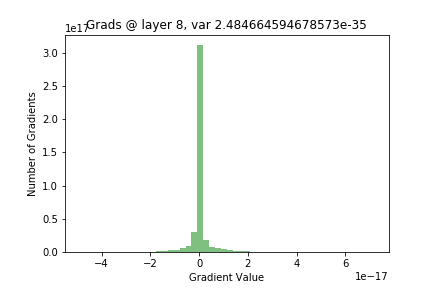 1e17
Grads @ layer 8, var 2.484664594678573e-35
3.0
2.5
2.0
1.5
1.0
0.5
0.0
Number of Gradients
−4 −2 0 2 4 6
Gradient Value
1e−17